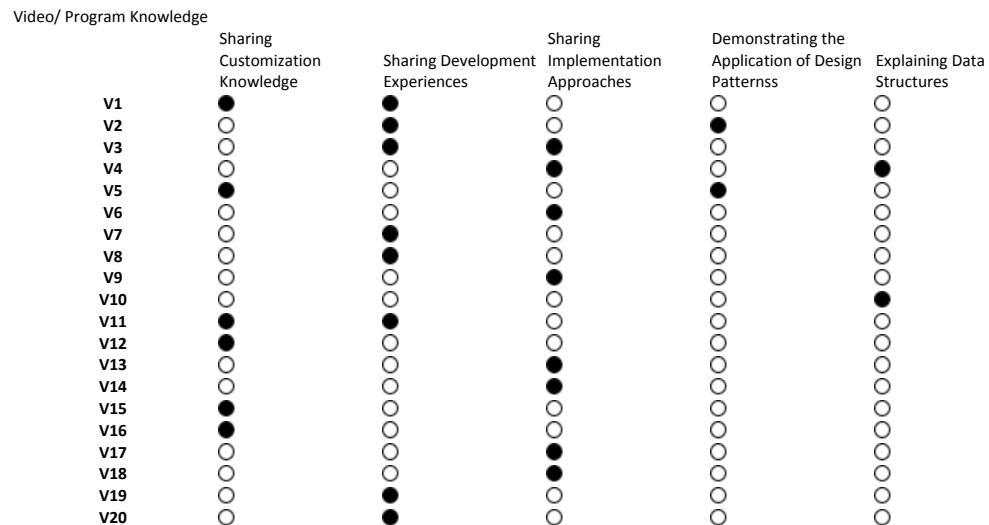 Video/ Program Knowledge
Sharing Customization Knowledge
Sharing Development Experiences
Sharing Implementation Approaches
Demonstrating the Application of Design Patternss
Explaining Data Structures
V1
V2
V3
V4
V5
V6
V7
V8
V9
V10
V11
V12
V13
V14
V15
V16
V17
V18
V19
V20